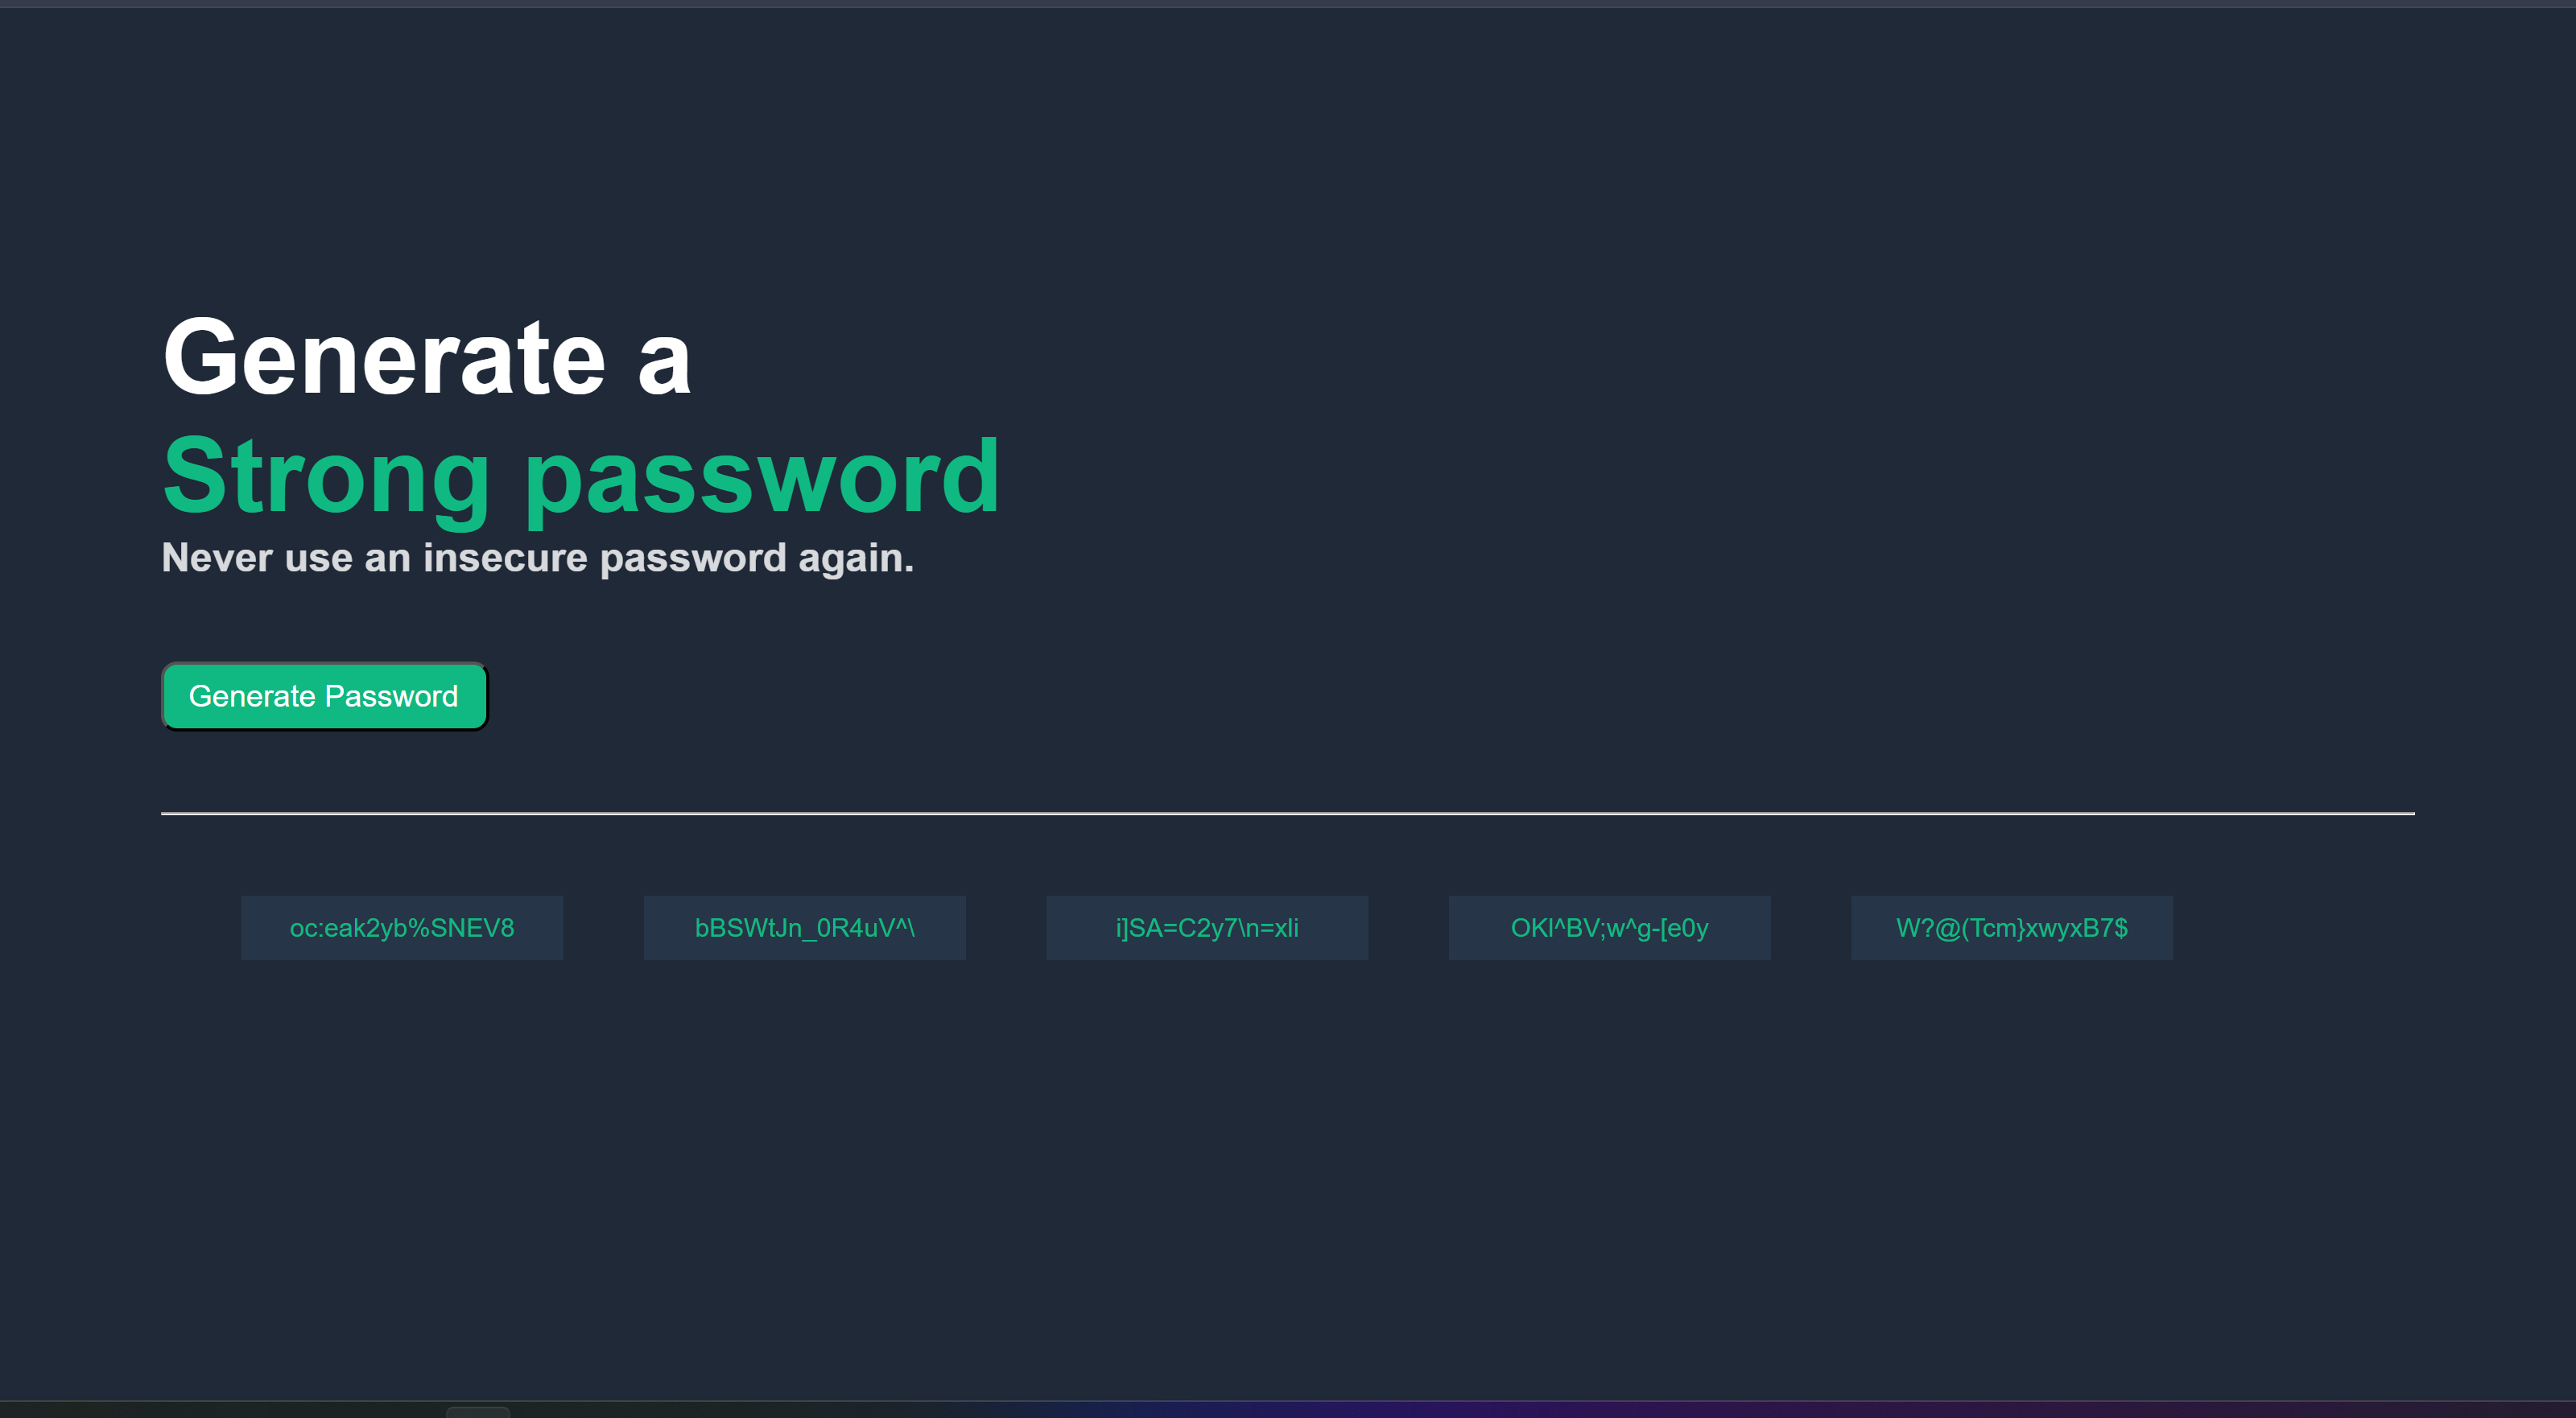 Generate a
Strong password
Never use an insecure password again.
Generate Password
oc:eak2yb%SNEV8
bBSWtJn_0R4uV^\
i]SA=C2y7\n=xli
OKl^BV;w^g-[e0y
W?@(Tcm}xwyxB7$